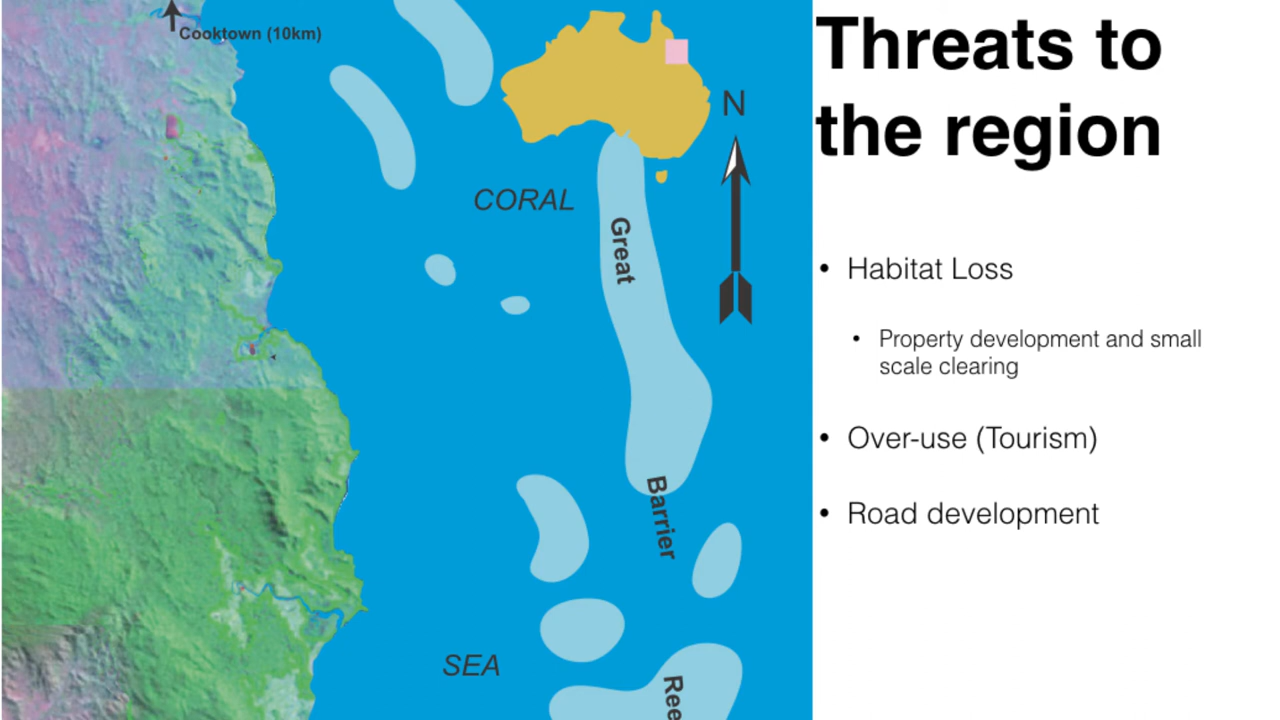 Cooktown (10km)
N
CORAL
Great
Barrier
SEA
Ree
Threats to
the region
• Habitat Loss
• Property development and small
scale clearing
• Over-use (Tourism)
• Road development